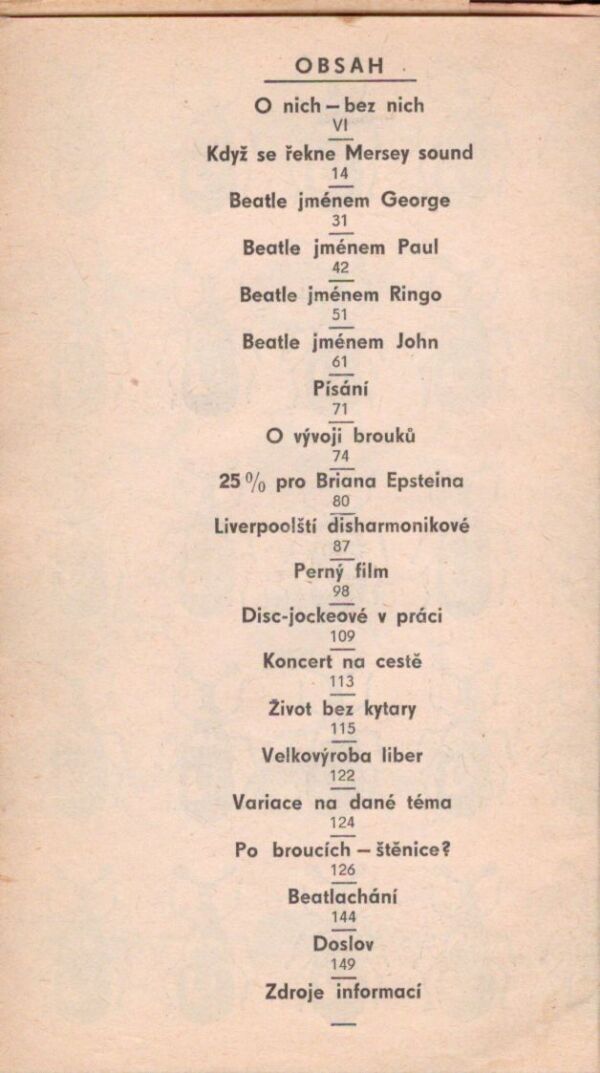 OBSAH
O nich – bez nich
VI
Když se řekne Mersey sound
14
Beatle jménem George
31
Beatle jménem Paul
42
Beatle jménem Ringo
51
Beatle jménem John
61
Písání
71
O vývoji brouků
74
25 % pro Briana Epsteina
80
Liverpoolští disharmonikové
87
Perný film
98
Disc-jockeové v práci
109
Koncert na cestě
113
Život bez kytary
115
Velkovýroba liber
122
Variace na dané téma
124
Po broucích – štěnice?
126
Beatlachání
144
Doslov
149
Zdroje informací